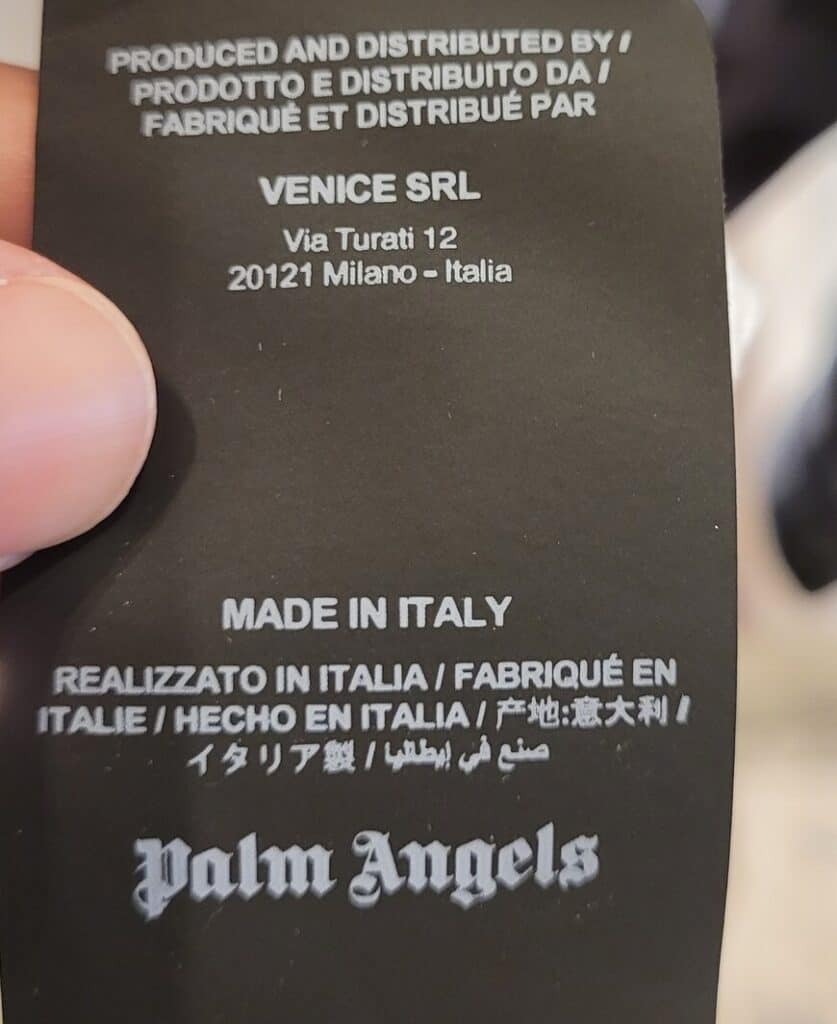 PRODUCED AND DISTRIBUTED BY /
PRODOTTO E DISTRIBUITO DA /
FABRIQUÉ ET DISTRIBUÉ PAR
VENICE SRL
Via Turati 12
20121 Milano - Italia
MADE IN ITALY
REALIZZATO IN ITALIA / FABRIQUÉ EN
ITALIE / HECHO EN ITALIA / 产地:意大利 /
イタリア製 / صنع في إيطاليا
Palm Angels